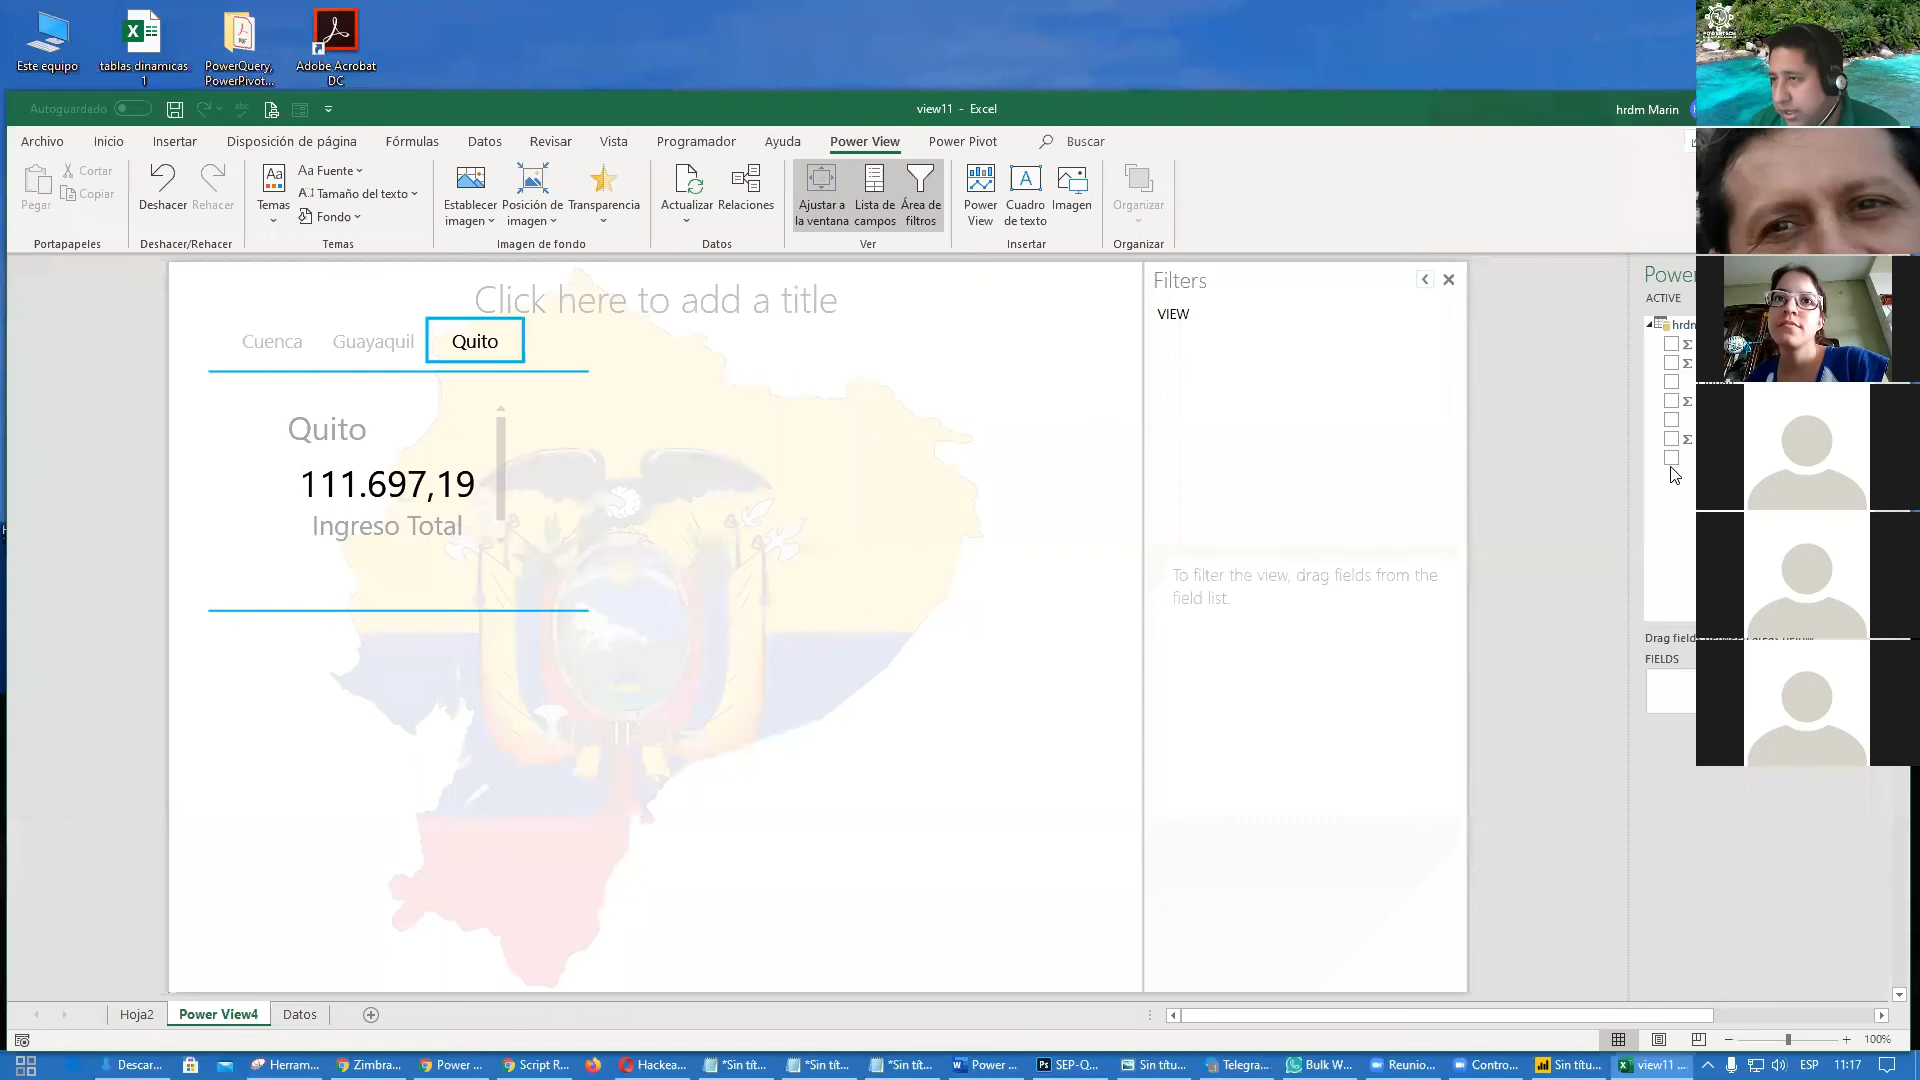 Este equipo
tablas dinamicas 1
PowerQuery, PowerPivot...
Adobe Acrobat DC
Autoguardado
view11 - Excel
hrdm Marin
Archivo
Inicio
Insertar
Disposición de página
Fórmulas
Datos
Revisar
Vista
Programador
Ayuda
Power View
Power Pivot
Buscar
Pegar
Cortar
Copiar
Portapapeles
Deshacer
Rehacer
Deshacer/Rehacer
Temas
Fuente
Tamaño del texto
Fondo
Temas
Establecer imagen
Posición de imagen
Transparencia
Imagen de fondo
Actualizar
Relaciones
Datos
Ajustar a la ventana
Lista de campos
Área de filtros
Ver
Power View
Cuadro de texto
Imagen
Insertar
Organizar
Organizar
Click here to add a title
Cuenca
Guayaquil
Quito
Quito
111.697,19
Ingreso Total
Filters
VIEW
To filter the view, drag fields from the
field list.
Power
ACTIVE
hrdm
Drag fields between areas below
FIELDS
Hoja2
Power View4
Datos
100%
Descar...
Herram...
Zimbra...
Power ...
Script R...
Hackea...
*Sin tít...
*Sin tít...
*Sin tít...
Power ...
SEP-Q...
Sin títu...
Telegra...
Bulk W...
Reunio...
Contro...
Sin títu...
view11 ...
ESP
11:17